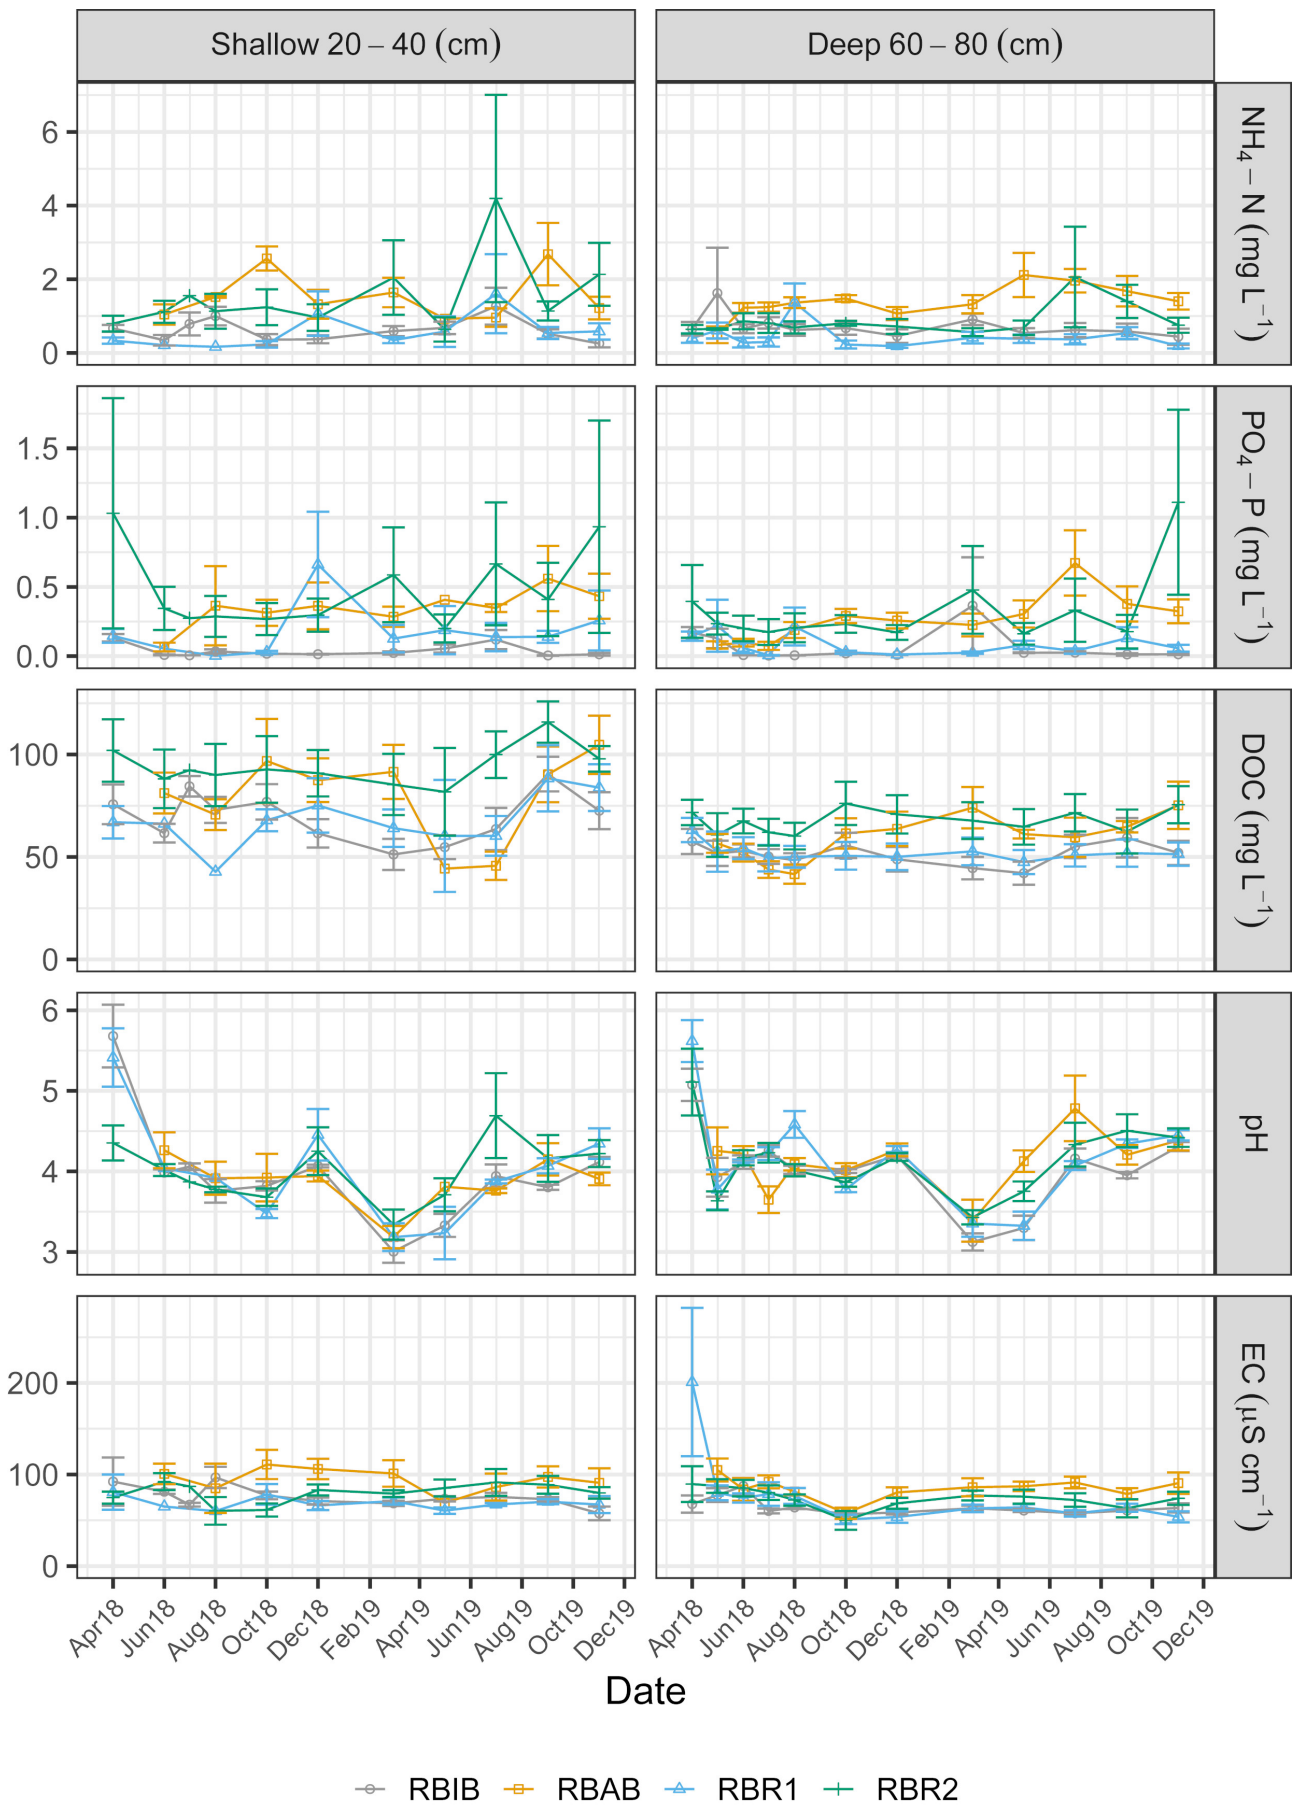 Shallow 20 – 40 (cm)
Deep 60 – 80 (cm)
6
4
2
0
NH₄ – N (mg L⁻¹)
1.5
1.0
0.5
0.0
PO₄ – P (mg L⁻¹)
100
50
0
DOC (mg L⁻¹)
6
5
4
3
pH
200
100
0
EC (μS cm⁻¹)
Apr18 Jun18 Aug18 Oct18 Dec18 Feb19 Apr19 Jun19 Aug19 Oct19 Dec19
Apr18 Jun18 Aug18 Oct18 Dec18 Feb19 Apr19 Jun19 Aug19 Oct19 Dec19
Date
RBIB RBAB RBR1 RBR2